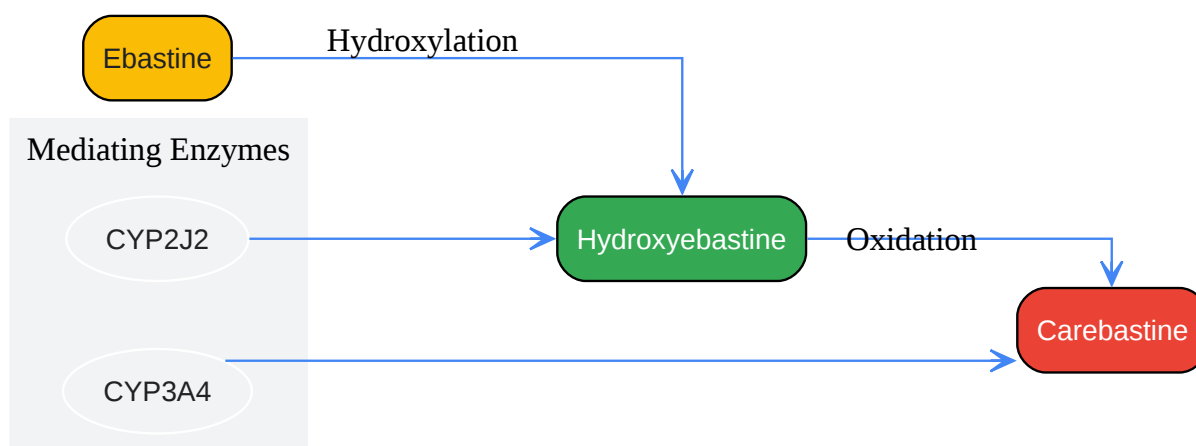 Hydroxylation
Ebastine
Mediating Enzymes
CYP2J2
Hydroxyebastine
Oxidation
Carebastine
CYP3A4